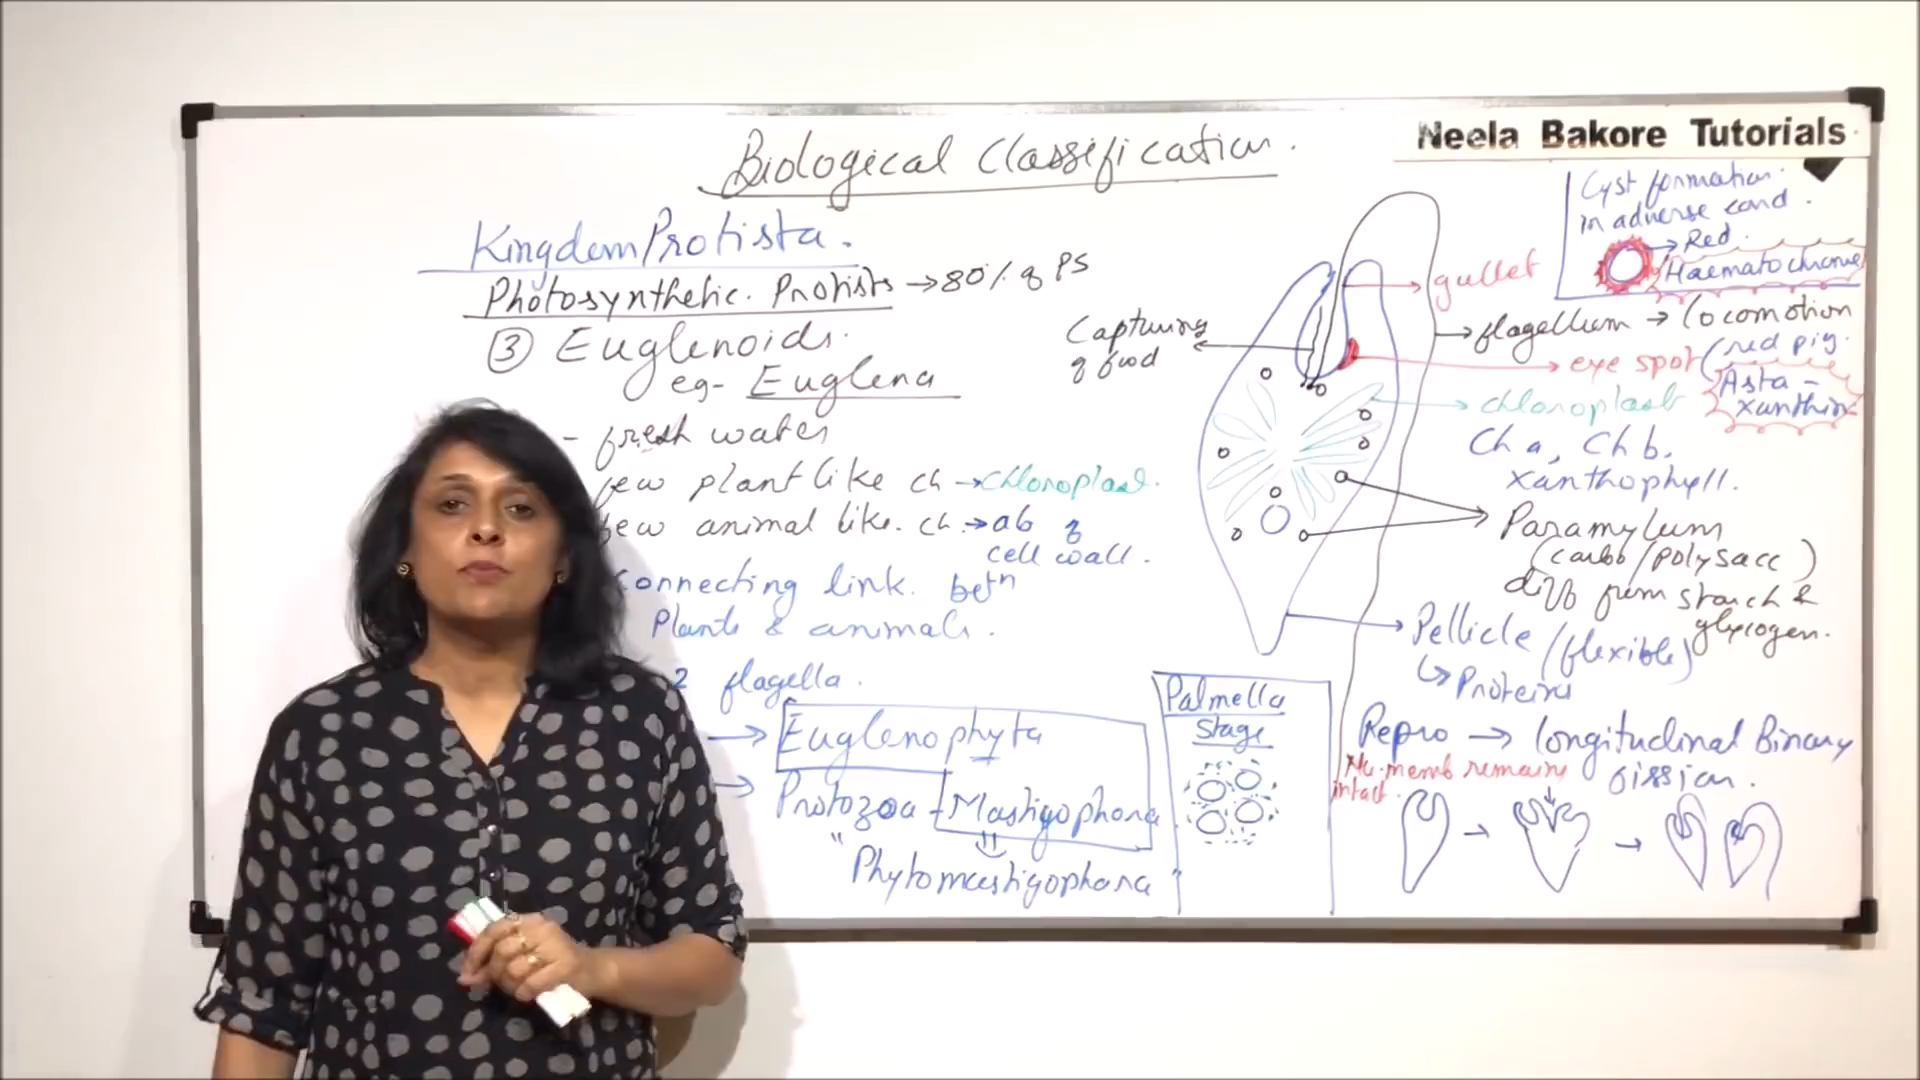 Neela Bakore Tutorials
Biological Classification.
Kingdom Protista.
Photosynthetic Protists → 80% of PS
③ Euglenoids.
eg- Euglena
- fresh water
few plant like ch → Chloroplast.
few animal like ch. → ab of
cell wall.
Connecting link. betn
Plants & animals.
2 flagella.
→ Euglenophyta
→ Protozoa - Mastigophora
"Phytomastigophora"
Capturing
of food
gullet
flagellum → locomotion
eye spot (red pig.
Asta-
xanthin
chloroplast
Ch a, Ch b.
xanthophyll.
Paramylum
(carbo/polysacc)
diff from starch &
glycogen.
Pellicle (flexible)
↳ Proteins
Cyst formation
in adverse cond.
→ Red
Haematochrome
Palmella
Stage
Repro → longitudinal Binary
fission.
Nu. memb remains
intact.